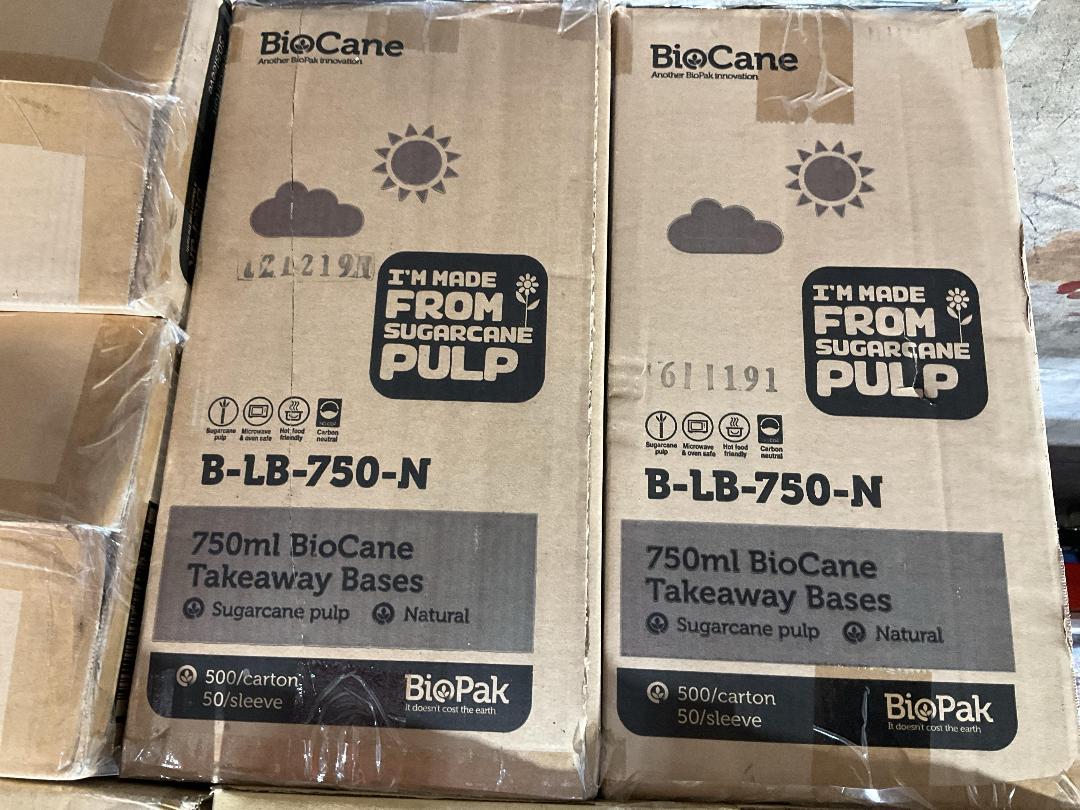 BioCane
Another BioPak innovation
121219N
I'M MADE
FROM
SUGARCANE
PULP
Sugarcane pulp
Microwave & oven safe
Hot food friendly
Carbon neutral
B-LB-750-N
750ml BioCane
Takeaway Bases
Sugarcane pulp Natural
500/carton
50/sleeve
BioPak
It doesn't cost the earth
BioCane
Another BioPak innovation
I'M MADE
FROM
SUGARCANE
PULP
Sugarcane pulp
Microwave & oven safe
Hot food friendly
Carbon neutral
B-LB-750-N
750ml BioCane
Takeaway Bases
Sugarcane pulp Natural
500/carton
50/sleeve
BioPak
It doesn't cost the earth